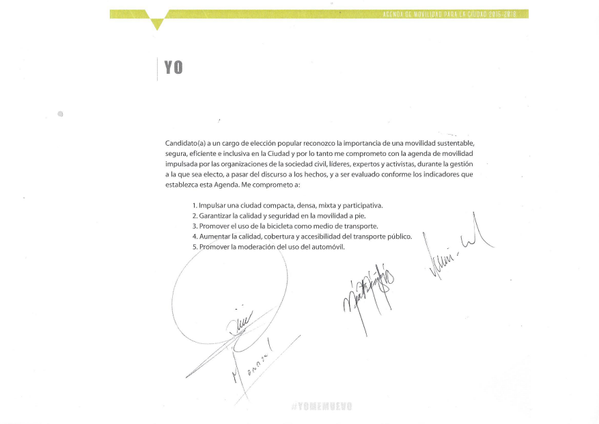 AGENDA DE MOVILIDAD PARA LA CIUDAD 2015-2018
YO
Candidato(a) a un cargo de elección popular reconozco la importancia de una movilidad sustentable,
segura, eficiente e inclusiva en la Ciudad y por lo tanto me comprometo con la agenda de movilidad
impulsada por las organizaciones de la sociedad civil, líderes, expertos y activistas, durante la gestión
a la que sea electo, a pasar del discurso a los hechos, y a ser evaluado conforme los indicadores que
establezca esta Agenda. Me comprometo a:
1. Impulsar una ciudad compacta, densa, mixta y participativa.
2. Garantizar la calidad y seguridad en la movilidad a pie.
3. Promover el uso de la bicicleta como medio de transporte.
4. Aumentar la calidad, cobertura y accesibilidad del transporte público.
5. Promover la moderación del uso del automóvil.
#YOMEMUEVO